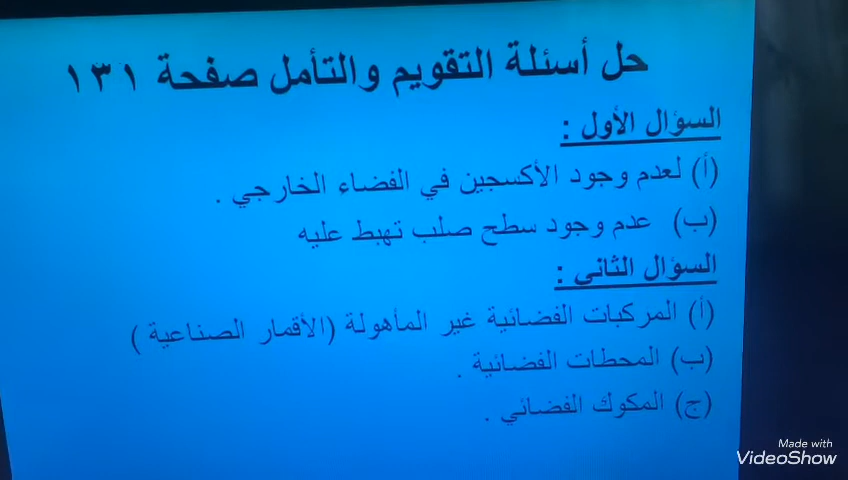 حل أسئلة التقويم والتأمل صفحة ١٣١
السؤال الأول :
(أ) لعدم وجود الأكسجين في الفضاء الخارجي .
(ب) عدم وجود سطح صلب تهبط عليه
السؤال الثاني :
(أ) المركبات الفضائية غير المأهولة (الأقمار الصناعية )
(ب) المحطات الفضائية .
(ج) المكوك الفضائي .
Made with
VideoShow